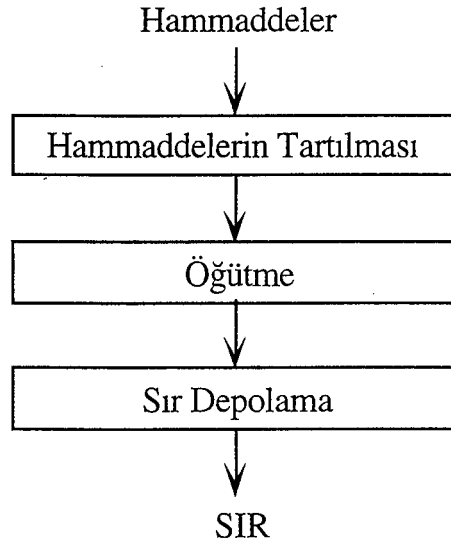 Hammaddeler
Hammaddelerin Tartılması
Öğütme
Sır Depolama
SIR